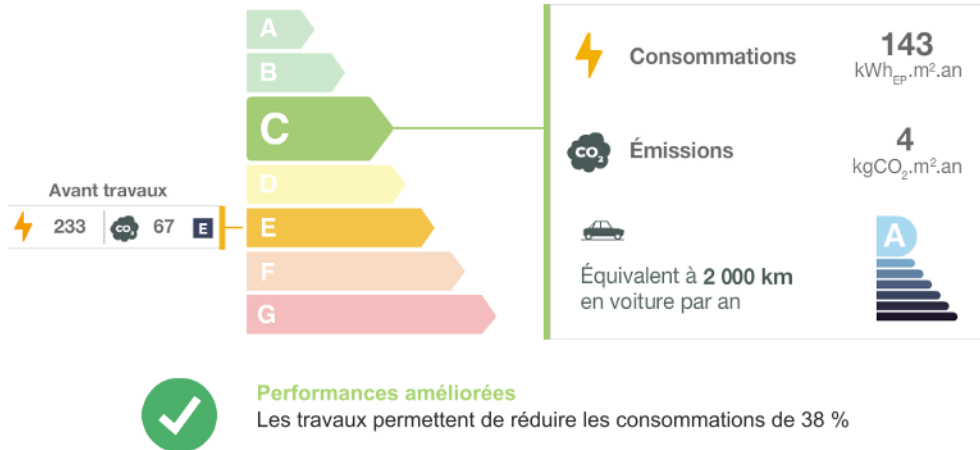 A
B
C
D
E
F
G
Avant travaux
233 CO₂ 67 E
Consommations 143
kWhEP.m².an
CO₂ Émissions 4
kgCO₂.m².an
A
Équivalent à 2 000 km
en voiture par an
Performances améliorées
Les travaux permettent de réduire les consommations de 38 %